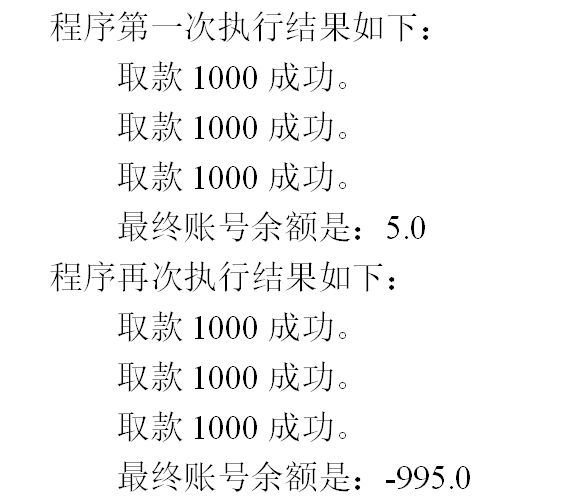 程序第一次执行结果如下：
取款 1000 成功。
取款 1000 成功。
取款 1000 成功。
最终账号余额是：5.0
程序再次执行结果如下：
取款 1000 成功。
取款 1000 成功。
取款 1000 成功。
最终账号余额是：-995.0